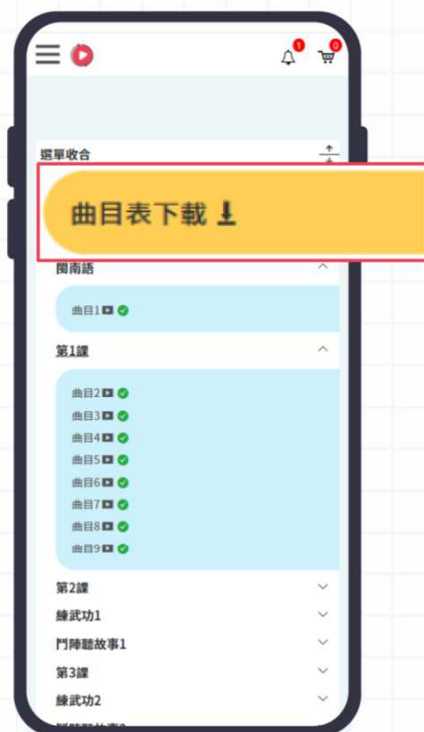 1
0
選單收合
曲目表下載
閩南語
曲目1
第1課
曲目2
曲目3
曲目4
曲目5
曲目6
曲目7
曲目8
曲目9
第2課
練武功1
鬥陣聽故事1
第3課
練武功2